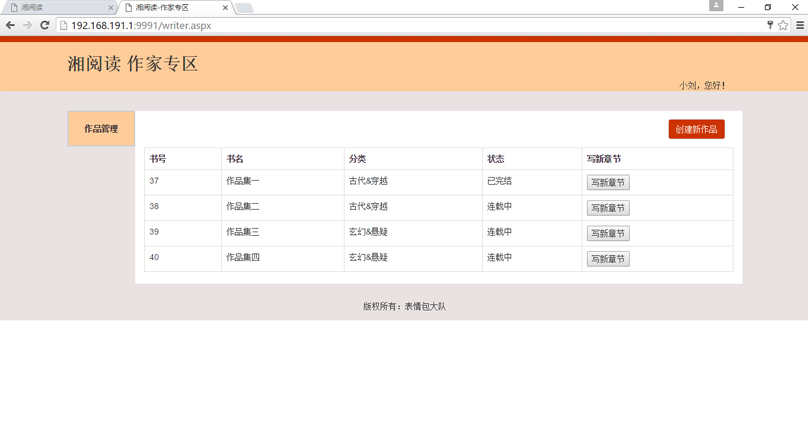 湘阅读
湘阅读-作家专区
192.168.191.1:9991/writer.aspx
湘阅读 作家专区
小刘，您好！
作品管理
创建新作品
书号 书名 分类 状态 写新章节
37 作品集一 古代&穿越 已完结 写新章节
38 作品集二 古代&穿越 连载中 写新章节
39 作品集三 玄幻&悬疑 连载中 写新章节
40 作品集四 玄幻&悬疑 连载中 写新章节
版权所有：表情包大队